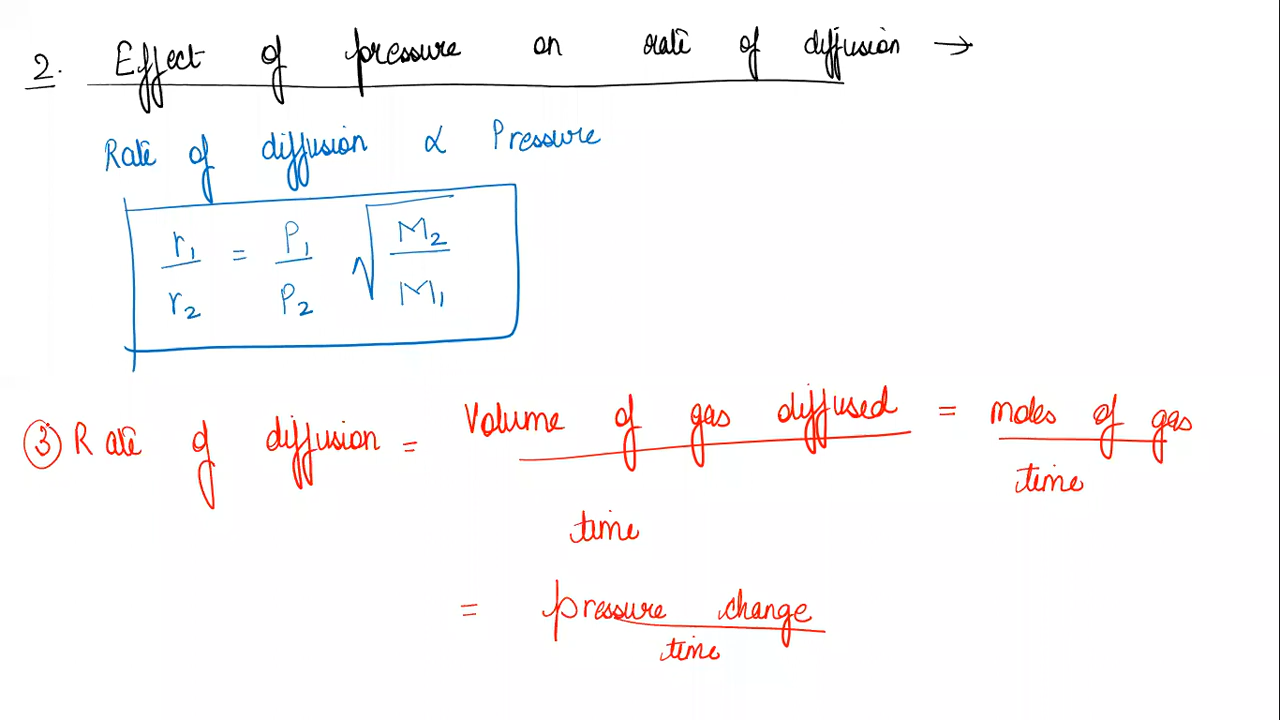 2. Effect of pressure on rate of diffusion →
Rate of diffusion ∝ Pressure
r₁/r₂ = P₁/P₂ √(M₂/M₁)
③ Rate of diffusion = Volume of gas diffused / time = moles of gas / time
= pressure change / time